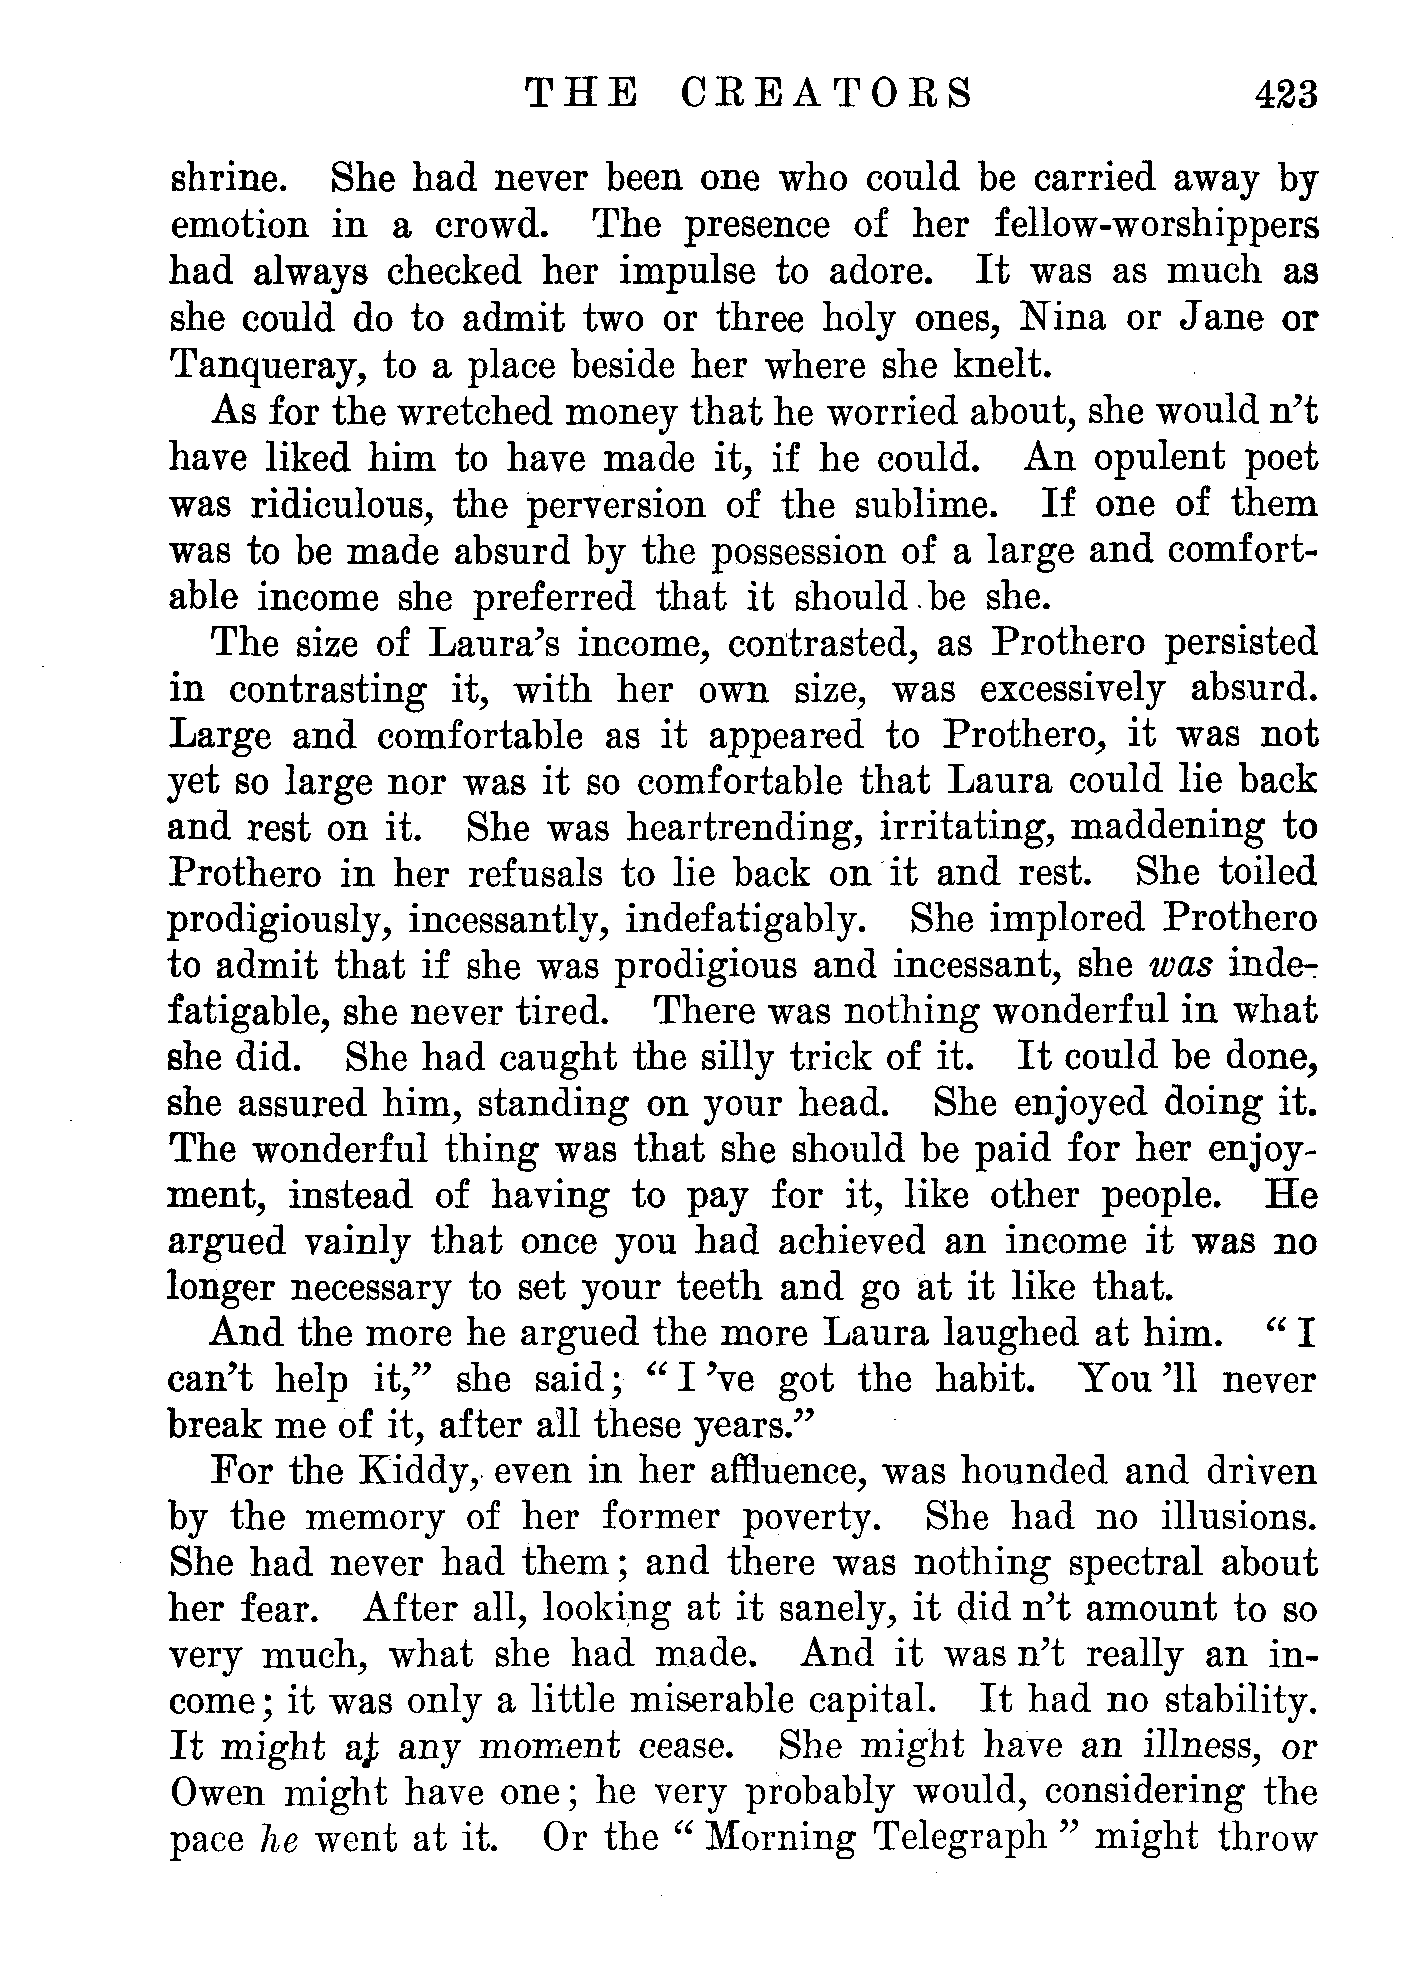 THE CREATORS 423
shrine. She had never been one who could be carried away by
emotion in a crowd. The presence of her fellow-worshippers
had always checked her impulse to adore. It was as much as
she could do to admit two or three holy ones, Nina or Jane or
Tanqueray, to a place beside her where she knelt.
As for the wretched money that he worried about, she would n't
have liked him to have made it, if he could. An opulent poet
was ridiculous, the perversion of the sublime. If one of them
was to be made absurd by the possession of a large and comfort-
able income she preferred that it should be she.
The size of Laura's income, contrasted, as Prothero persisted
in contrasting it, with her own size, was excessively absurd.
Large and comfortable as it appeared to Prothero, it was not
yet so large nor was it so comfortable that Laura could lie back
and rest on it. She was heartrending, irritating, maddening to
Prothero in her refusals to lie back on it and rest. She toiled
prodigiously, incessantly, indefatigably. She implored Prothero
to admit that if she was prodigious and incessant, she was inde-
fatigable, she never tired. There was nothing wonderful in what
she did. She had caught the silly trick of it. It could be done,
she assured him, standing on your head. She enjoyed doing it.
The wonderful thing was that she should be paid for her enjoy-
ment, instead of having to pay for it, like other people. He
argued vainly that once you had achieved an income it was no
longer necessary to set your teeth and go at it like that.
And the more he argued the more Laura laughed at him. "I
can't help it," she said; "I 've got the habit. You 'll never
break me of it, after all these years."
For the Kiddy, even in her affluence, was hounded and driven
by the memory of her former poverty. She had no illusions.
She had never had them; and there was nothing spectral about
her fear. After all, looking at it sanely, it did n't amount to so
very much, what she had made. And it was n't really an in-
come; it was only a little miserable capital. It had no stability.
It might at any moment cease. She might have an illness, or
Owen might have one; he very probably would, considering the
pace he went at it. Or the "Morning Telegraph" might throw